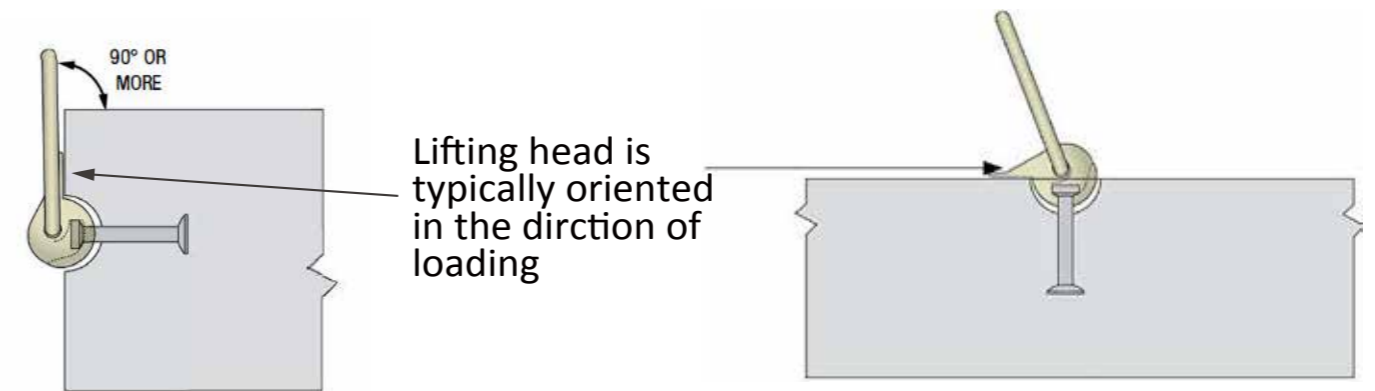 90° OR
MORE
Lifting head is
typically oriented
in the dirction of
loading